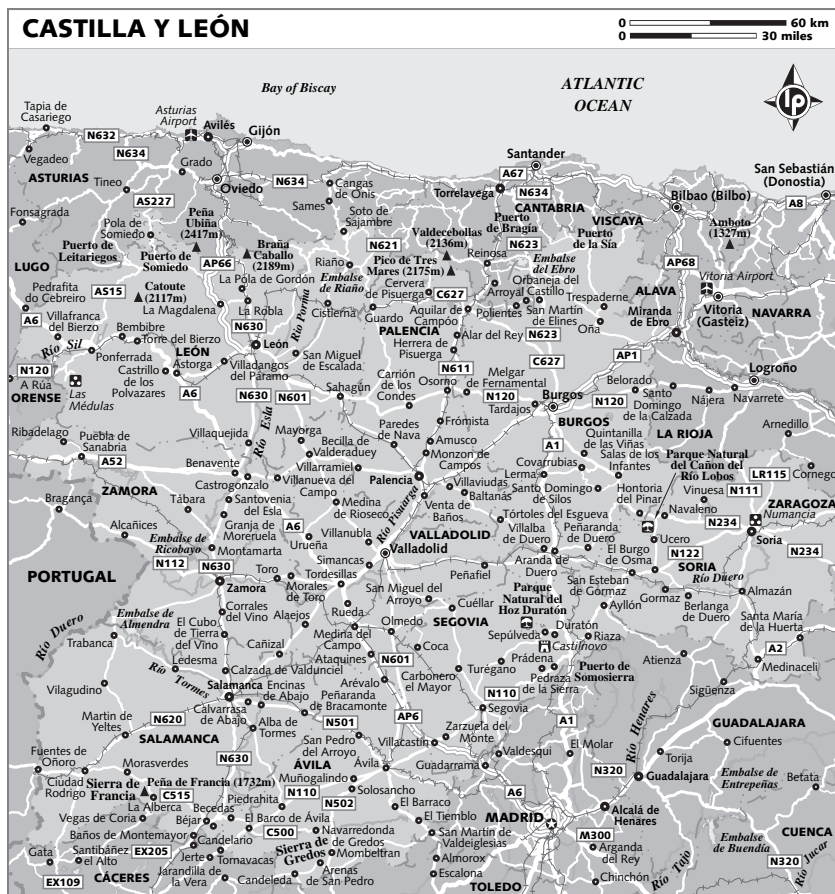 CASTILLA Y LEÓN
0 60 km
0 30 miles
Bay of Biscay
ATLANTIC
OCEAN
lp
Tapia de
Casariego
Asturias
Airport
Avilés
Gijón
N632
N634
Vegadeo
Grado
ASTURIAS
Tineo
Oviedo
N634
Cangas
de Onis
Sames
Santander
A67
Torrelavega
N634
CANTABRIA
San Sebastián
(Donostia)
Bilbao (Bilbo)
A8
AS227
Fonsagrada
Peña
Ubiña
(2417m)
Soto de
Sajambre
Valdecebollas
(2136m)
Puerto
de Bragía
VISCAYA
Puerto
de la Sía
Amboto
(1327m)
Pola de
Somiedo
Puerto de
Leitariegos
Puerto de
Somiedo
Braña
Caballo
(2189m)
N621
N623
Reinosa
LUGO
AP66
Riaño
Pico de Tres
Mares (2175m)
Embalse
del Ebro
AP68
Vitoria Airport
Pedrafita
do Cebreiro
AS15
Catoute
(2117m)
La Pola de Gordón
Embalse
de Riaño
Cervera
de Pisuerga
C627
Orbaneja del
Castillo
Arroyal
Trespaderne
ALAVA
Vitoria
(Gasteiz)
NAVARRA
A6
La Magdalena
La Robla
Río Porma
Cistierna
Guardo
Aquilar de
Campóo
Polientes
San Martín
de Elines
Oña
Miranda
de Ebro
Villafranca
del Bierzo
Bembibre
Torre del Bierzo
N630
PALENCIA
Alar del Rey
N623
Río Sil
Ponferrada
LEÓN
León
San Miguel
de Escalada
Herrera de
Pisuerga
C627
AP1
N120
Castrillo de
los
Polvazares
Astorga
Villadangos
del Páramo
N611
Logroño
A Rúa
ORENSE
Las
Médulas
A6
N630
N601
Sahagún
Carrión
de los
Condes
Osorno
Melgar
de Fernamental
N120
Tardajos
Burgos
N120
Belorado
Santo
Domingo
de la Calzada
Nájera
Navarrete
Río Esla
Ribadelago
Puebla de
Sanabria
Villaquejida
Mayorga
Becilla de
Valderaduey
Paredes
de Nava
Frómista
Amusco
Monzon de
Campos
A1
BURGOS
Quintanilla
de las Viñas
LA RIOJA
Arnedillo
A52
Benavente
Villarramiel
Covarrubias
Salas de los
Infantes
Parque Natural
del Cañon del
Río Lobos
LR115
Cornego
Castrogonzalo
Villanueva del
Campo
Palencia
Villaviudas
Lerma
Baltanás
Santo Domingo
de Silos
Hontoria
del Pinar
Vinuesa
N111
ZAMORA
Bragança
Tábara
Santovenia
del Esla
Medina
de Rioseco
Río Pisuerga
Venta de
Baños
Tórtoles del Esgueva
Navaleno
ZARAGOZA
Numancia
Alcañices
Granja de
Moreruela
A6
Urueña
Villanubla
VALLADOLID
Villalba
de Duero
Peñaranda
de Duero
Ucero
N234
Soria
Embalse de
Ricobayo
Montamarta
Valladolid
El Burgo
de Osma
N122
N234
PORTUGAL
N112
N630
Simancas
Aranda de
Duero
SORIA
Río Duero
Zamora
Toro
Tordesillas
Peñafiel
Morales
de Toro
San Miguel del
Arroyo
Parque
Natural del
Hoz Duratón
San Esteban
de Gormaz
Gormaz
Almazán
Berlanga de
Duero
Embalse de
Almendra
Corrales
del Vino
Alaejos
Rueda
Cuéllar
Ayllón
Río Duero
Trabanca
El Cubo de
Tierra
del Vino
Olmedo
SEGOVIA
Duratón
Sepúlveda
Riaza
Santa María
de la Huerta
Medina del
Campo
Castilnovo
Río Tormes
Ledesma
Cañizal
Ataquines
N601
Coca
Prádena
Atienza
A2
Calzada de Valdunciel
Turégano
Pedraza
de la Sierra
Puerto de
Somosierra
Medinaceli
Vilagudino
Salamanca
Encinas
de Abajo
Arévalo
Carbonero
el Mayor
Sigüenza
Calvarrasa
de Abajo
Peñaranda
de Bracamonte
N110
Segovia
Río Henares
Martin de
Yeltes
N620
Alba de
Tormes
N501
AP6
A1
GUADALAJARA
SALAMANCA
San Pedro
del Arroyo
Zarzuela del
Monte
Cifuentes
Fuentes de
Oñoro
N630
Villacastín
Valdesqui
El Molar
Torija
Morasverdes
ÁVILA
Ávila
Guadarrama
N320
Guadalajara
Embalse de
Entrepeñas
Ciudad
Rodrigo
Sierra de
Francia
Peña de Francia (1732m)
Muñogalindo
C515
Piedrahita
N110
Solosancho
Betata
La Alberca
N502
El Barraco
A6
Vegas de Coria
Becedas
El Barco de Ávila
El Tiemblo
MADRID
Alcalá de
Henares
Béjar
Baños de Montemayor
Candelario
C500
Navarredonda
de Gredos
San Martín de
Valdeiglesias
M300
Embalse
de Buendía
CUENCA
Santibáñez
el Alto
EX205
Sierra de
Gredos
Mombeltran
Arganda
del Rey
Gata
Jerte
Tornavacas
Almorox
Río Tajo
N320
Jarandilla de
la Vera
Arenas
de San Pedro
Escalona
Chinchón
Río Jucar
EX109
CÁCERES
Candeleda
TOLEDO